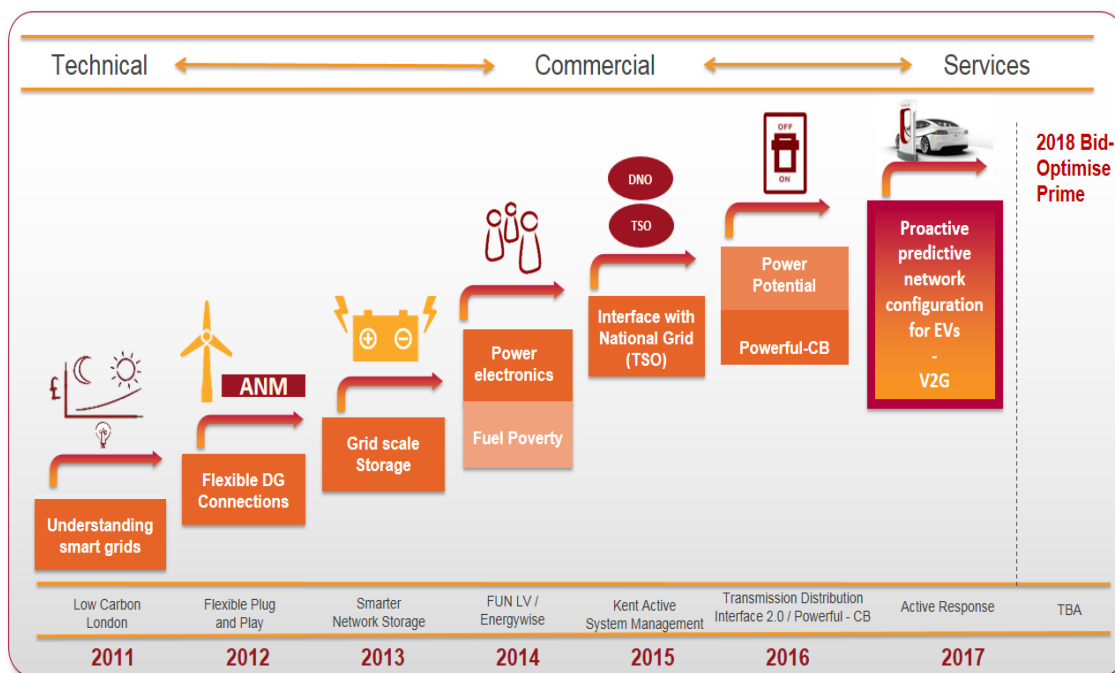 Technical
Commercial
Services
2018 Bid-
Optimise
Prime
OFF
ON
DNO
TSO
Proactive
predictive
network
configuration
for EVs
-
V2G
Power
Potential
Powerful-CB
Interface with
National Grid
(TSO)
Power
electronics
Fuel Poverty
£
ANM
Grid scale
Storage
Flexible DG
Connections
Understanding
smart grids
Low Carbon
London
Flexible Plug
and Play
Smarter
Network Storage
FUN LV /
Energywise
Kent Active
System Management
Transmission Distribution
Interface 2.0 / Powerful - CB
Active Response
TBA
2011
2012
2013
2014
2015
2016
2017